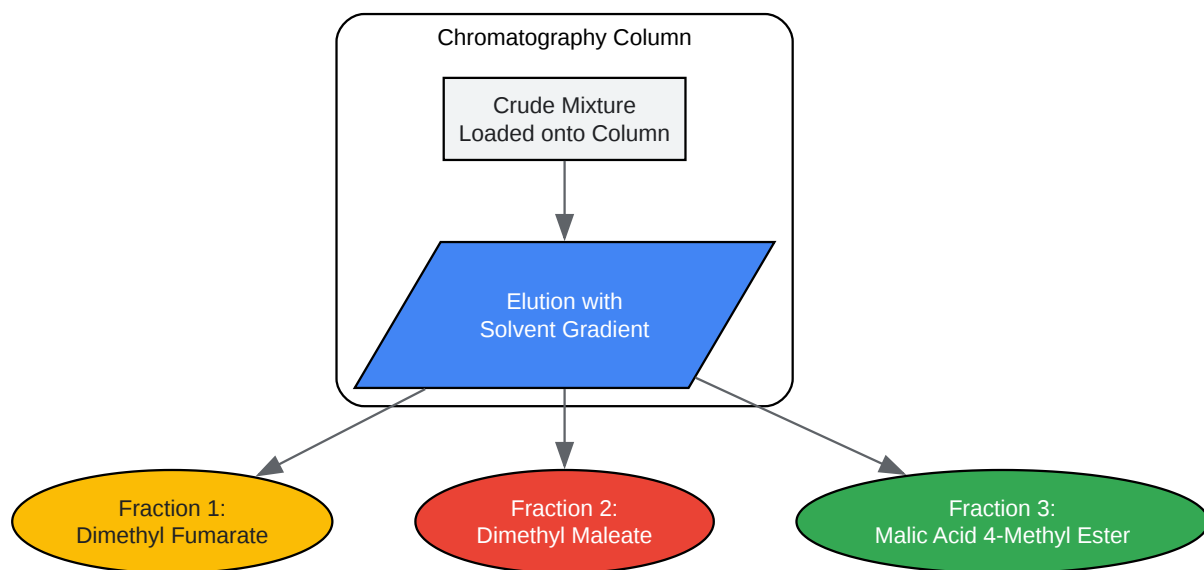 Chromatography Column
Crude Mixture
Loaded onto Column
Elution with
Solvent Gradient
Fraction 1:
Dimethyl Fumarate
Fraction 2:
Dimethyl Maleate
Fraction 3:
Malic Acid 4-Methyl Ester